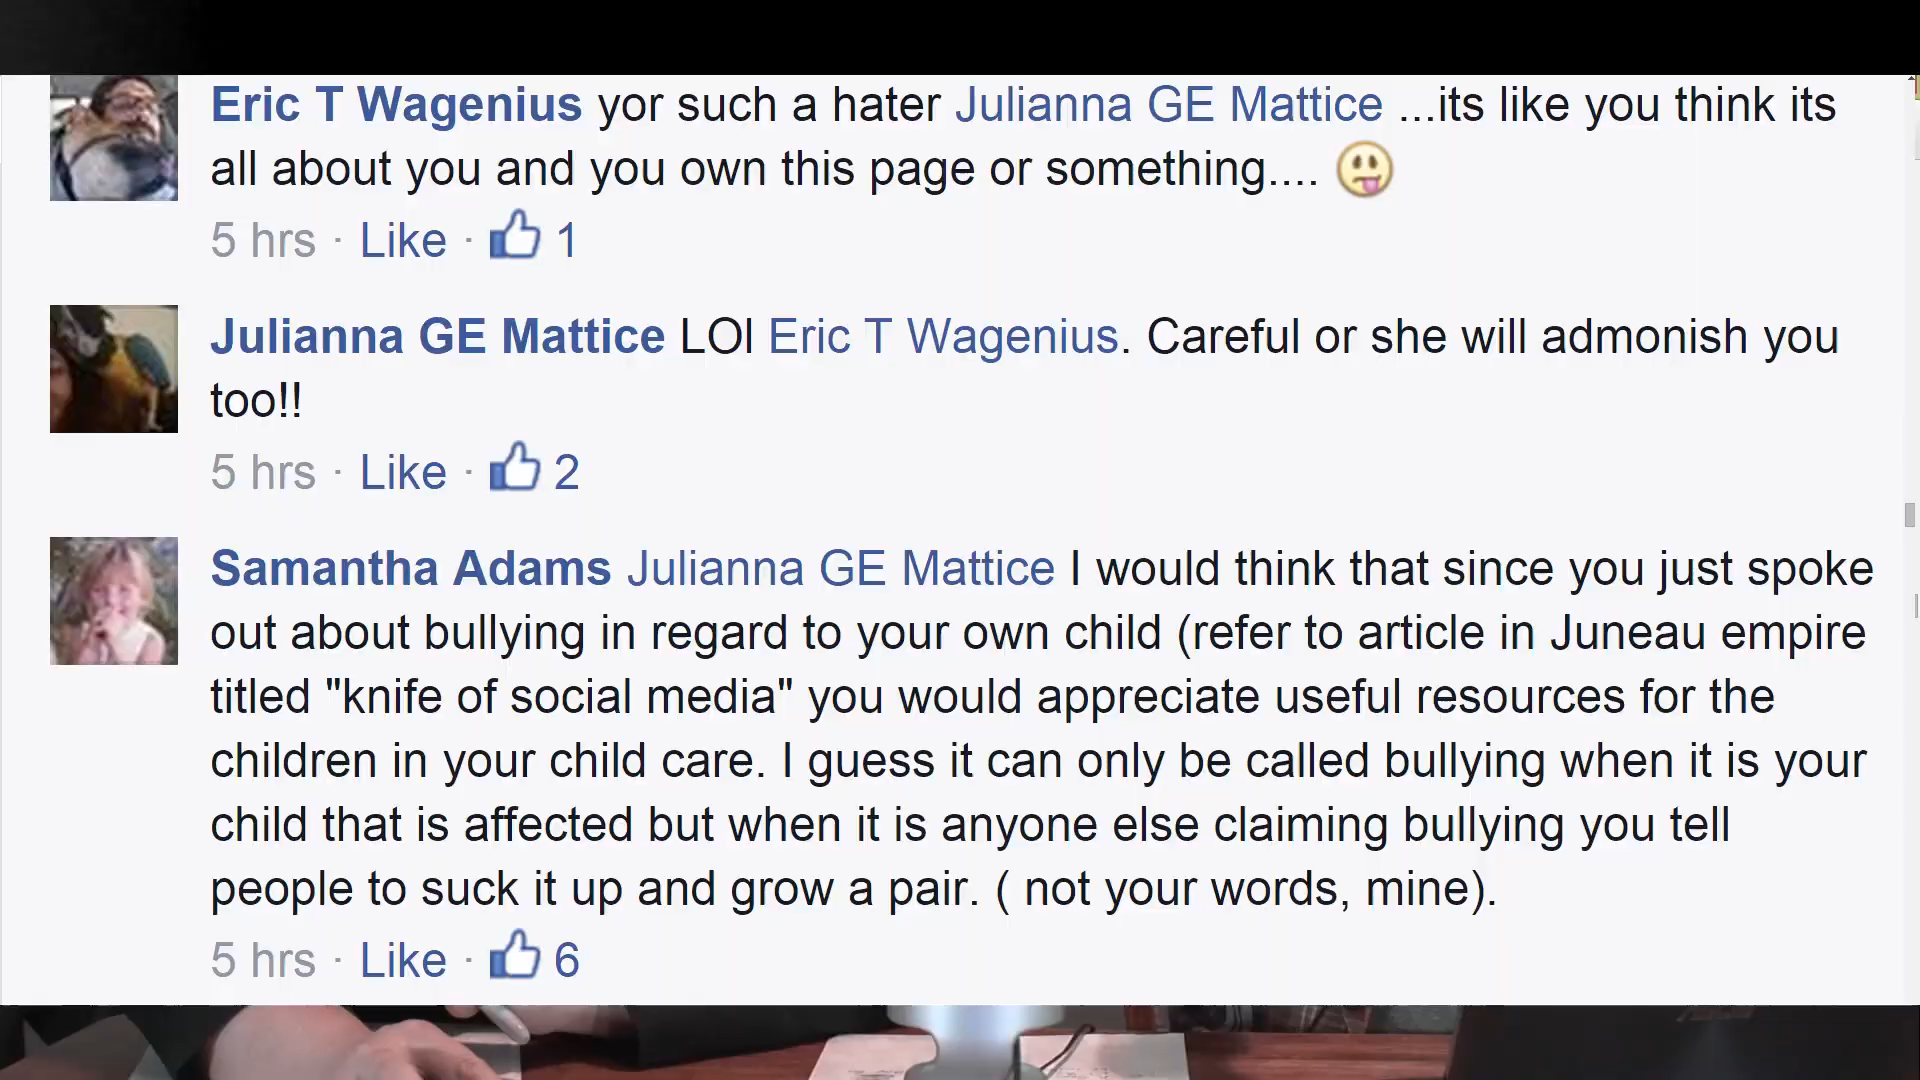 Eric T Wagenius yor such a hater Julianna GE Mattice ...its like you think its
all about you and you own this page or something....
5 hrs · Like · 1
Julianna GE Mattice LOl Eric T Wagenius. Careful or she will admonish you
too!!
5 hrs · Like · 2
Samantha Adams Julianna GE Mattice I would think that since you just spoke
out about bullying in regard to your own child (refer to article in Juneau empire
titled "knife of social media" you would appreciate useful resources for the
children in your child care. I guess it can only be called bullying when it is your
child that is affected but when it is anyone else claiming bullying you tell
people to suck it up and grow a pair. ( not your words, mine).
5 hrs · Like · 6